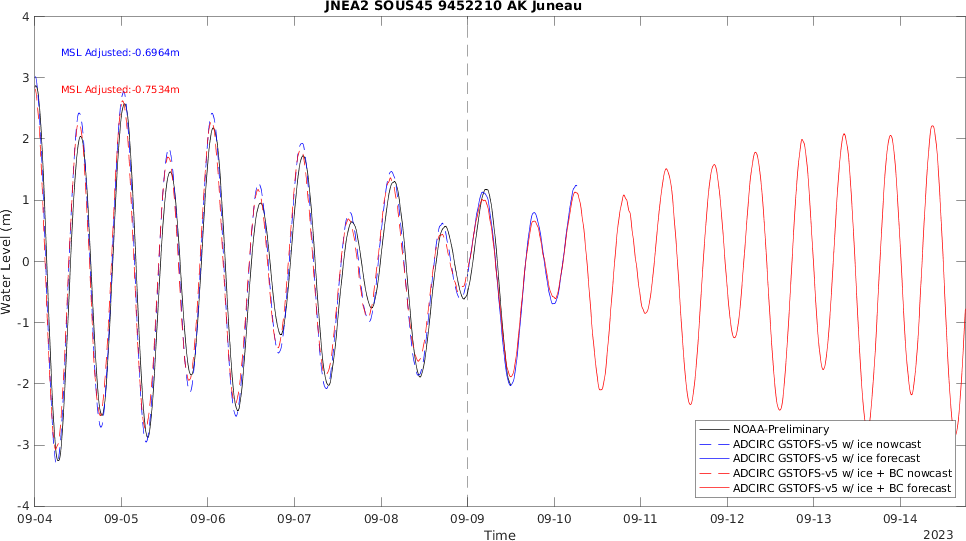 JNEA2 SOUS45 9452210 AK Juneau
MSL Adjusted:-0.6964m
MSL Adjusted:-0.7534m
Water Level (m)
4
3
2
1
0
-1
-2
-3
-4
NOAA-Preliminary
ADCIRC GSTOFS-v5 w/ ice nowcast
ADCIRC GSTOFS-v5 w/ ice forecast
ADCIRC GSTOFS-v5 w/ ice + BC nowcast
ADCIRC GSTOFS-v5 w/ ice + BC forecast
09-04 09-05 09-06 09-07 09-08 09-09 09-10 09-11 09-12 09-13 09-14
Time
2023